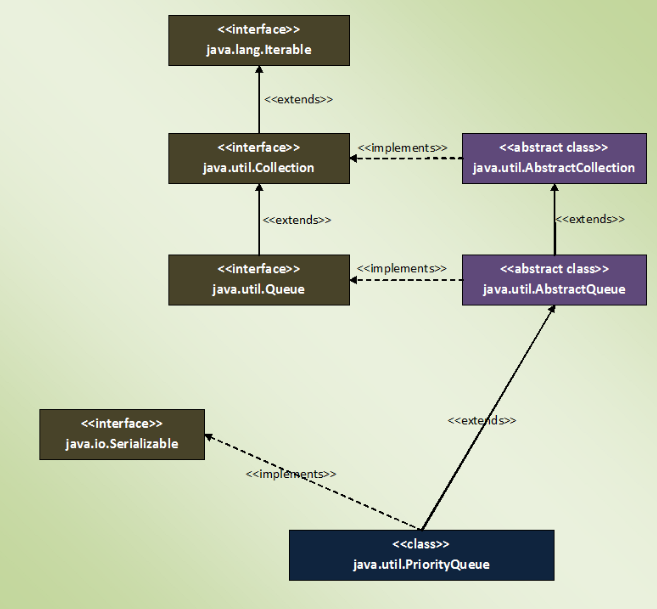 <<interface>>
java.lang.Iterable
<<extends>>
<<interface>>
java.util.Collection
<<implements>>
<<abstract class>>
java.util.AbstractCollection
<<extends>>
<<extends>>
<<interface>>
java.util.Queue
<<implements>>
<<abstract class>>
java.util.AbstractQueue
<<extends>>
<<interface>>
java.io.Serializable
<<implements>>
<<class>>
java.util.PriorityQueue